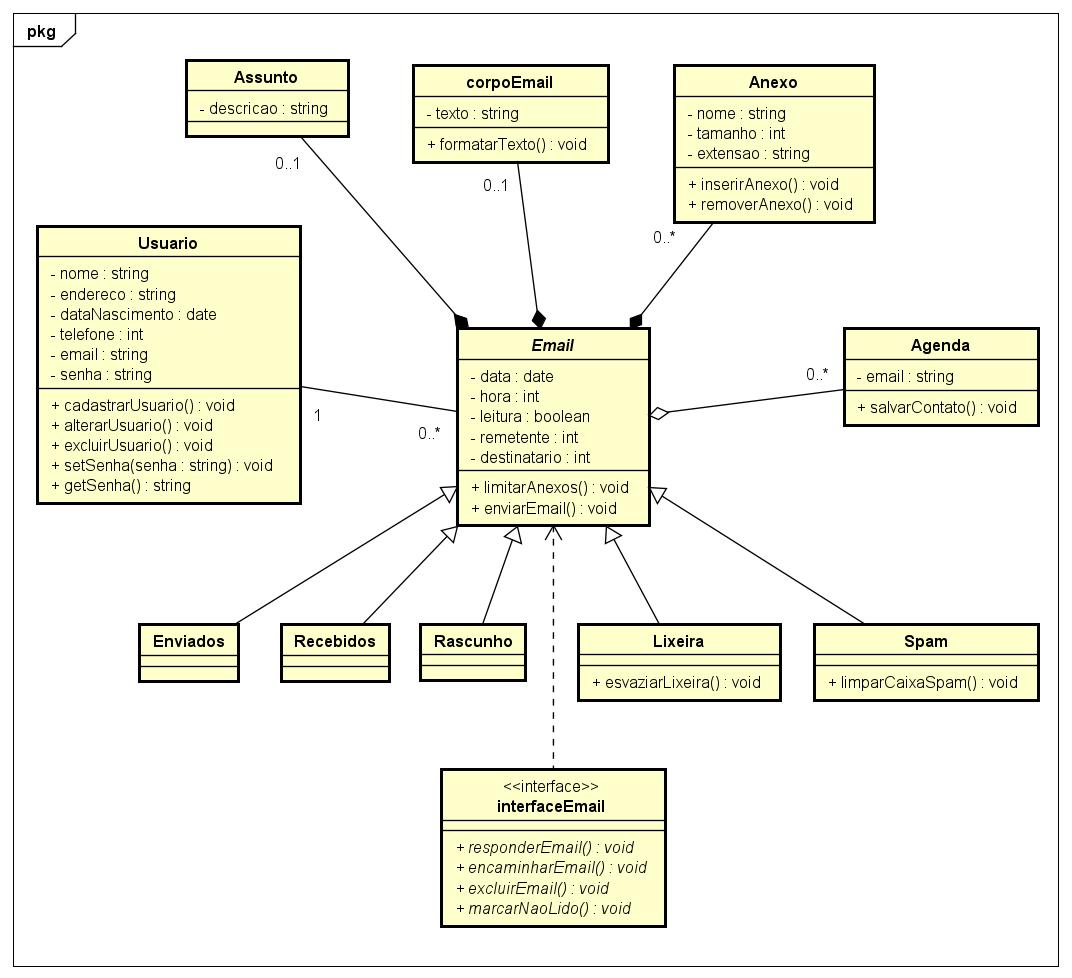 pkg
Assunto
- descricao : string
0..1
corpoEmail
- texto : string
+ formatarTexto() : void
0..1
Anexo
- nome : string
- tamanho : int
- extensao : string
+ inserirAnexo() : void
+ removerAnexo() : void
0..*
Usuario
- nome : string
- endereco : string
- dataNascimento : date
- telefone : int
- email : string
- senha : string
+ cadastrarUsuario() : void
+ alterarUsuario() : void
+ excluirUsuario() : void
+ setSenha(senha : string) : void
+ getSenha() : string
1
0..*
Email
- data : date
- hora : int
- leitura : boolean
- remetente : int
- destinatario : int
+ limitarAnexos() : void
+ enviarEmail() : void
0..*
Agenda
- email : string
+ salvarContato() : void
Enviados
Recebidos
Rascunho
Lixeira
+ esvaziarLixeira() : void
Spam
+ limparCaixaSpam() : void
<<interface>>
interfaceEmail
+ responderEmail() : void
+ encaminharEmail() : void
+ excluirEmail() : void
+ marcarNaoLido() : void